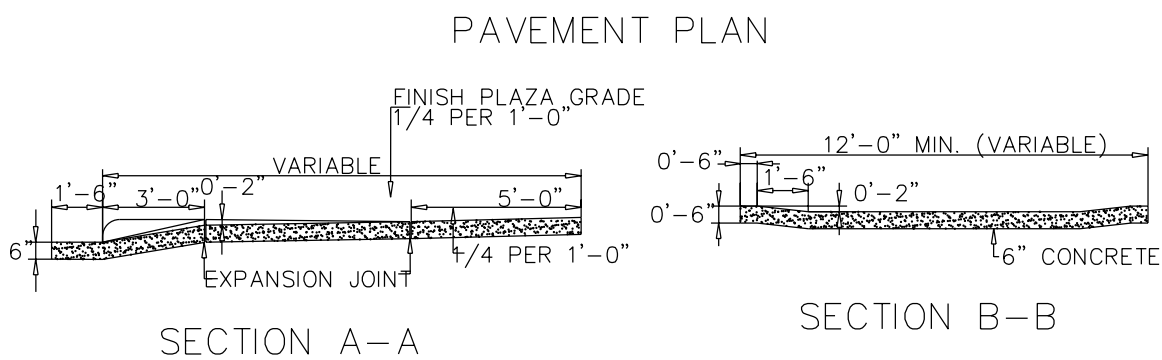 PAVEMENT PLAN
FINISH PLAZA GRADE
1/4 PER 1'-0"
VARIABLE
1'-6"
3'-0"
0'-2"
5'-0"
6"
1/4 PER 1'-0"
EXPANSION JOINT
SECTION A-A
12'-0" MIN. (VARIABLE)
0'-6"
1'-6"
0'-2"
0'-6"
6" CONCRETE
SECTION B-B